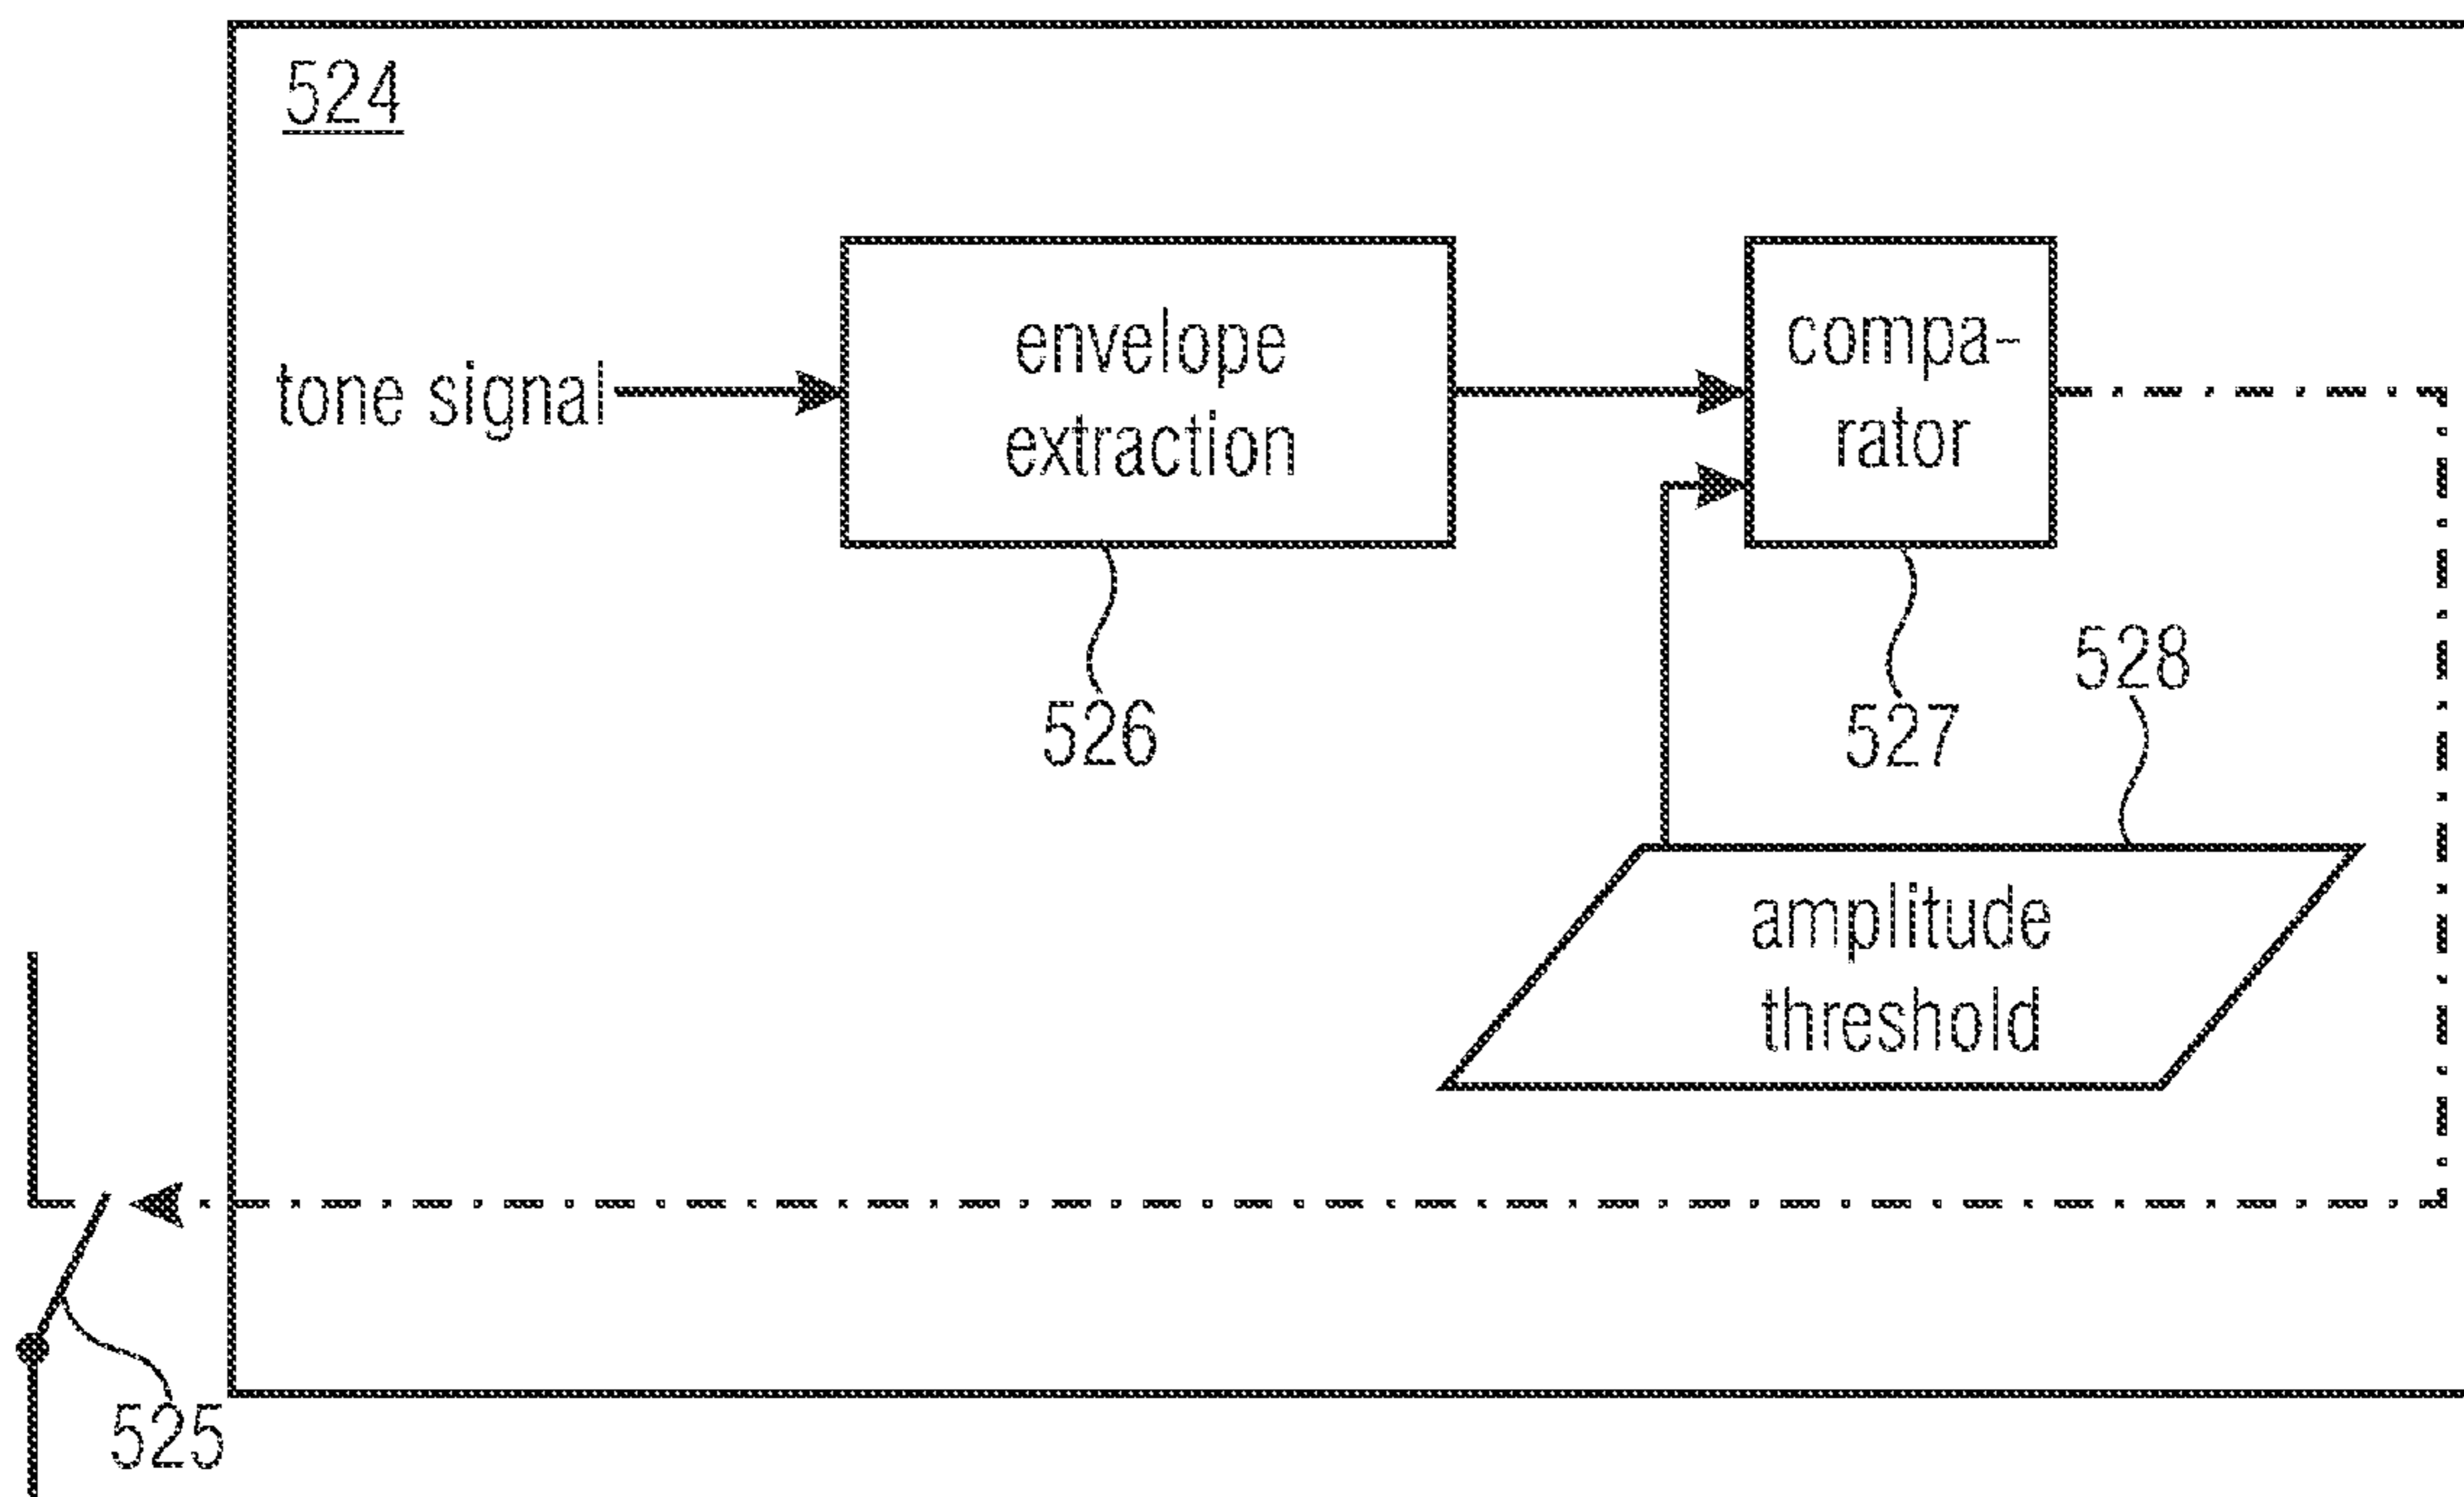 524
tone signal
envelope
extraction
compa-
rator
526
527
528
amplitude
threshold
525